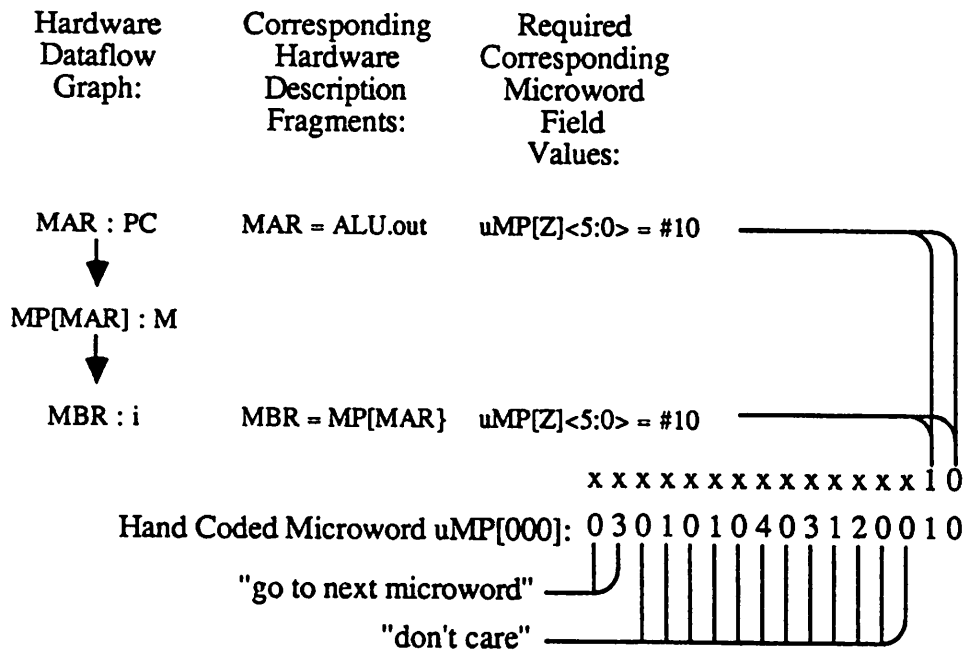 Hardware Dataflow Graph:
Corresponding Hardware Description Fragments:
Required Corresponding Microword Field Values:
MAR : PC MAR = ALU.out uMP[Z]<5:0> = #10
MP[MAR] : M
MBR : i MBR = MP[MAR} uMP[Z]<5:0> = #10
x x x x x x x x x x x x x x 1 0
Hand Coded Microword uMP[000]: 0 3 0 1 0 1 0 4 0 3 1 2 0 0 1 0
"go to next microword"
"don't care"